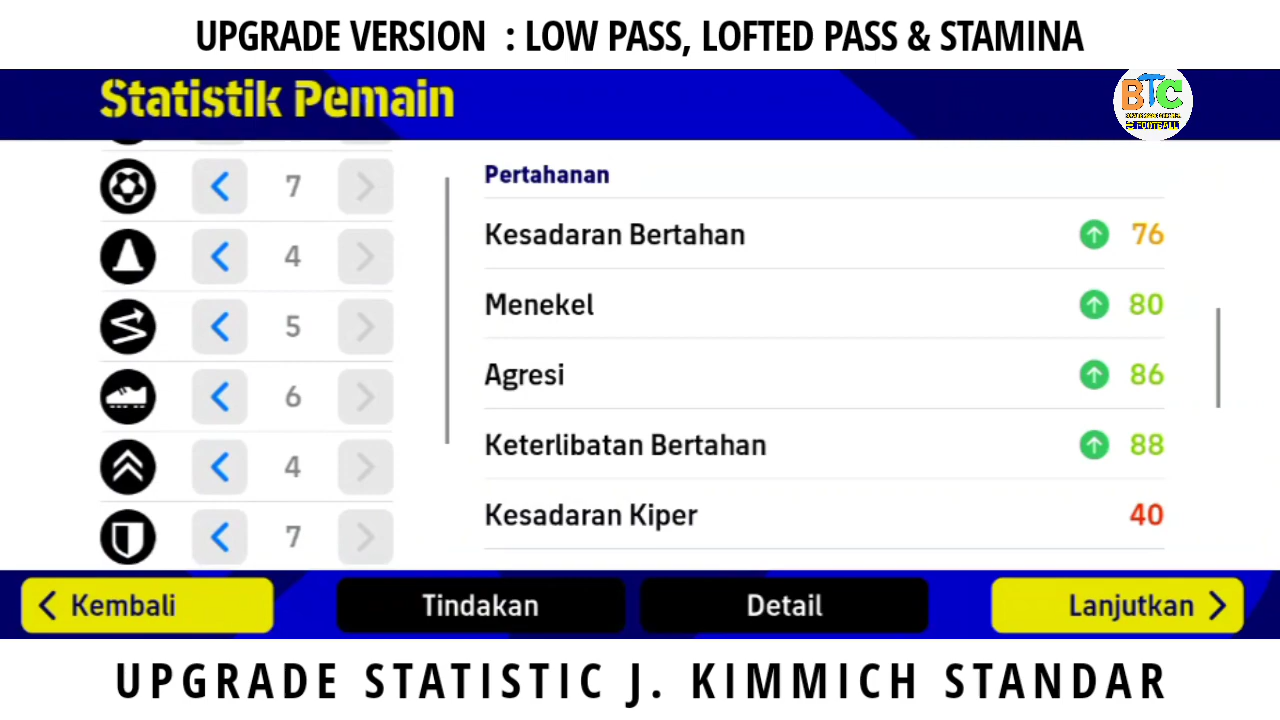 UPGRADE VERSION : LOW PASS, LOFTED PASS & STAMINA
Statistik Pemain
BTC
FOOTBALL
7
4
5
6
4
7
Pertahanan
Kesadaran Bertahan 76
Menekel 80
Agresi 86
Keterlibatan Bertahan 88
Kesadaran Kiper 40
Kembali
Tindakan
Detail
Lanjutkan
UPGRADE STATISTIC J. KIMMICH STANDAR